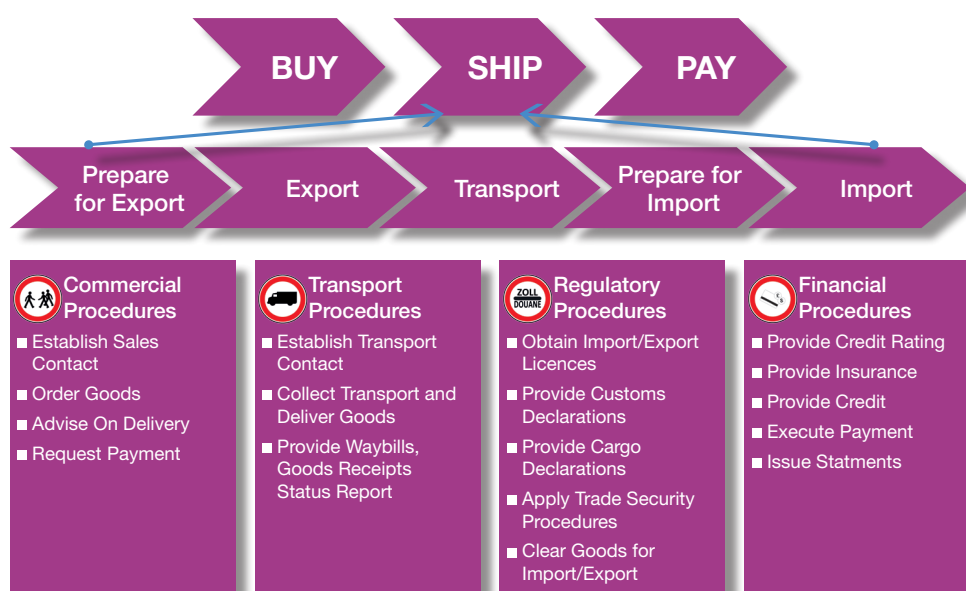 BUY
SHIP
PAY
Prepare
for Export
Export
Transport
Prepare for
Import
Import
Commercial
Procedures
Establish Sales
Contact
Order Goods
Advise On Delivery
Request Payment
Transport
Procedures
Establish Transport
Contact
Collect Transport and
Deliver Goods
Provide Waybills,
Goods Receipts
Status Report
ZOLL
DOUANE
Regulatory
Procedures
Obtain Import/Export
Licences
Provide Customs
Declarations
Provide Cargo
Declarations
Apply Trade Security
Procedures
Clear Goods for
Import/Export
Financial
Procedures
Provide Credit Rating
Provide Insurance
Provide Credit
Execute Payment
Issue Statments